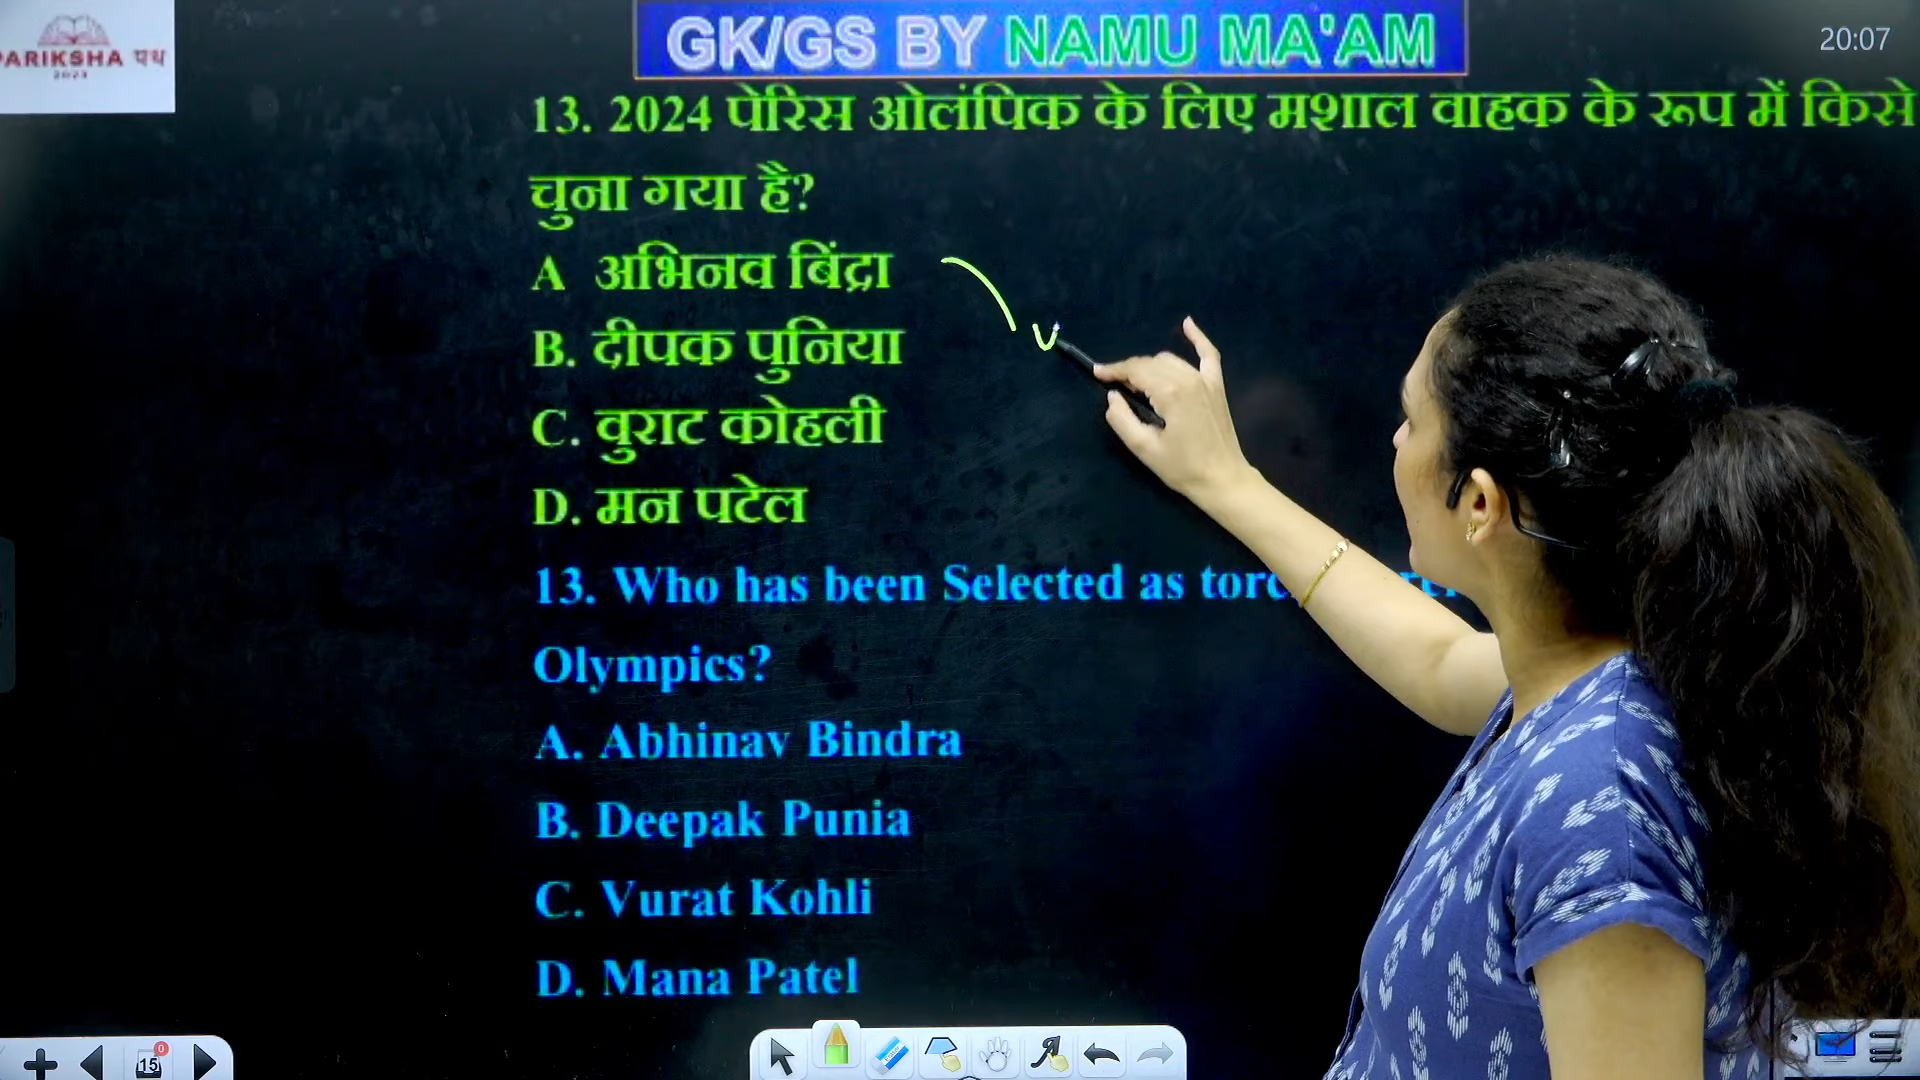 PARIKSHA पथ
2023
GK/GS BY NAMU MA'AM
20:07
13. 2024 पेरिस ओलंपिक के लिए मशाल वाहक के रूप में किसे
चुना गया है?
A अभिनव बिंद्रा
B. दीपक पुनिया
C. वुराट कोहली
D. मन पटेल
13. Who has been Selected as
Olympics?
A. Abhinav Bindra
B. Deepak Punia
C. Vurat Kohli
D. Mana Patel
15
0